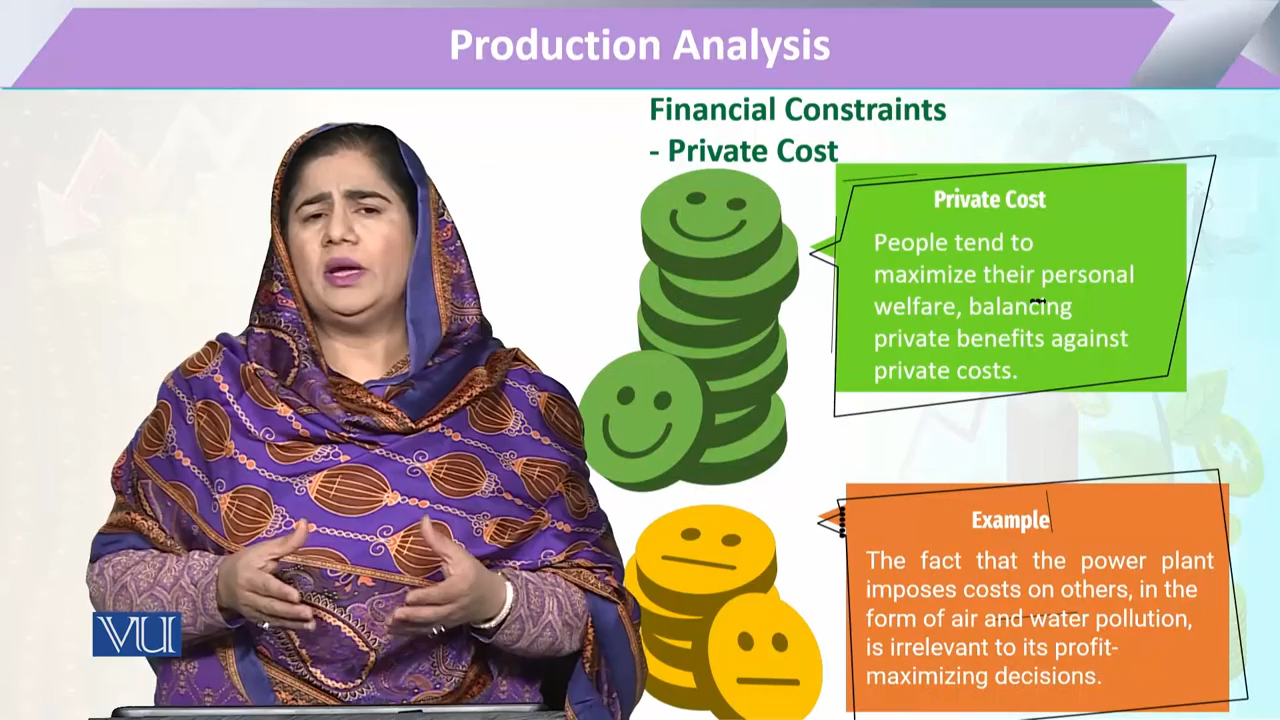 Production Analysis
Financial Constraints
- Private Cost
Private Cost
People tend to
maximize their personal
welfare, balancing
private benefits against
private costs.
Example
The fact that the power plant
imposes costs on others, in the
form of air and water pollution,
is irrelevant to its profit-
maximizing decisions.
VU